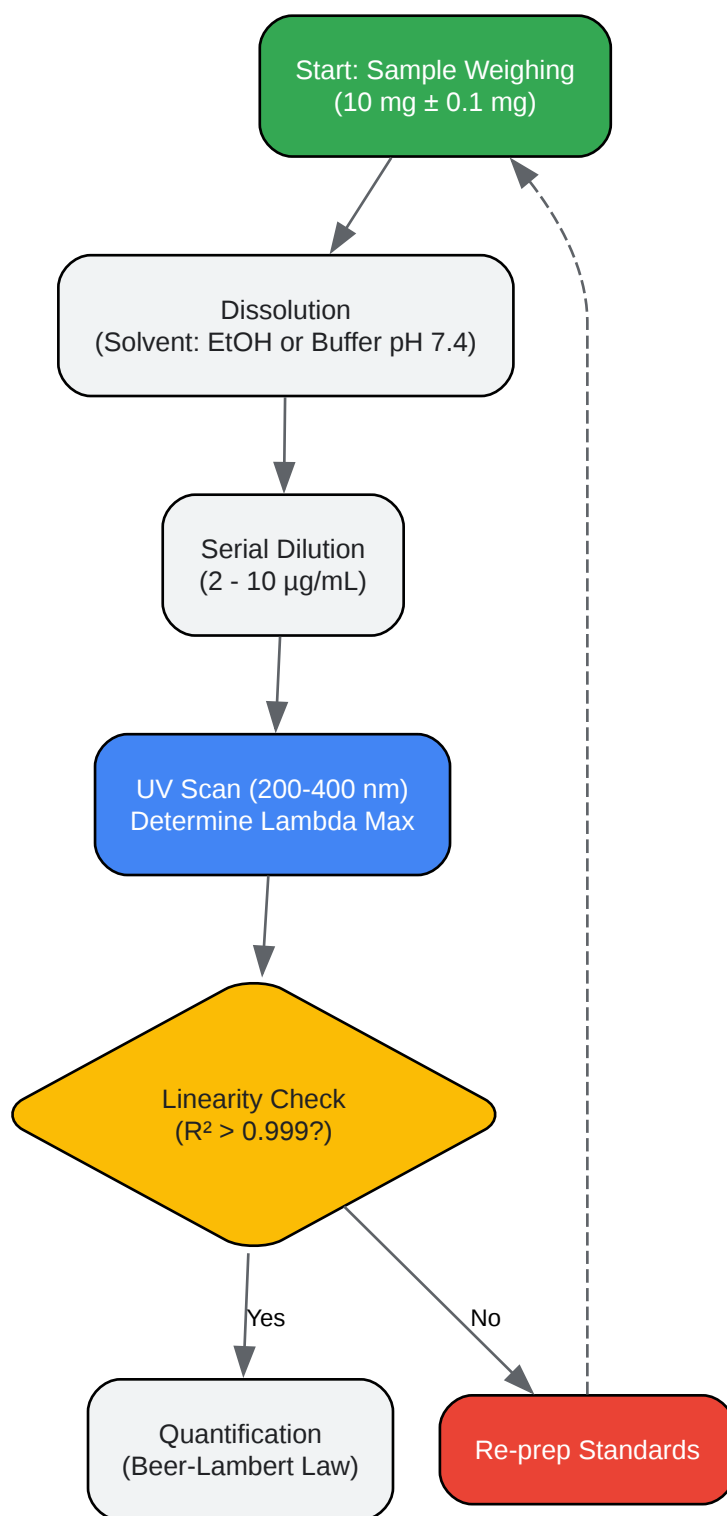 Start: Sample Weighing
(10 mg ± 0.1 mg)
Dissolution
(Solvent: EtOH or Buffer pH 7.4)
Serial Dilution
(2 - 10 µg/mL)
UV Scan (200-400 nm)
Determine Lambda Max
Linearity Check
(R² > 0.999?)
Yes
No
Quantification
(Beer-Lambert Law)
Re-prep Standards